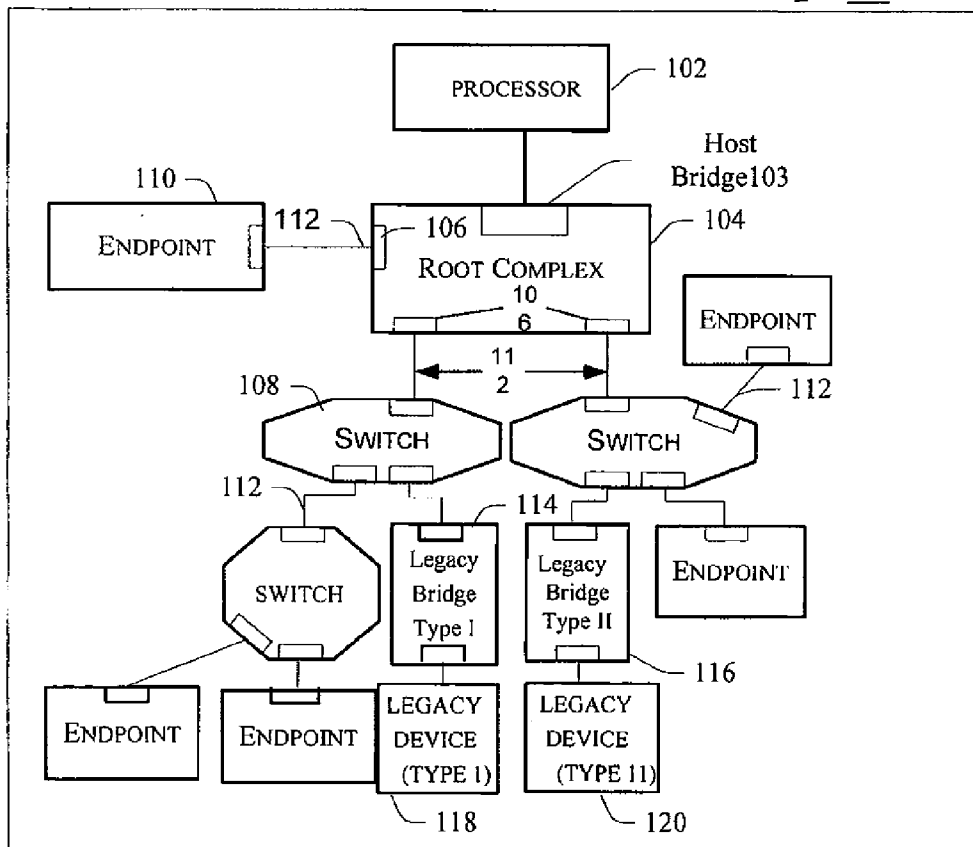 PROCESSOR
102
Host
Bridge103
110
ENDPOINT
112
106
104
ROOT COMPLEX
10
6
ENDPOINT
11
2
112
108
SWITCH
SWITCH
112
114
SWITCH
Legacy
Bridge
Type I
Legacy
Bridge
Type II
ENDPOINT
116
ENDPOINT
ENDPOINT
LEGACY
DEVICE
(TYPE 1)
LEGACY
DEVICE
(TYPE 11)
118
120